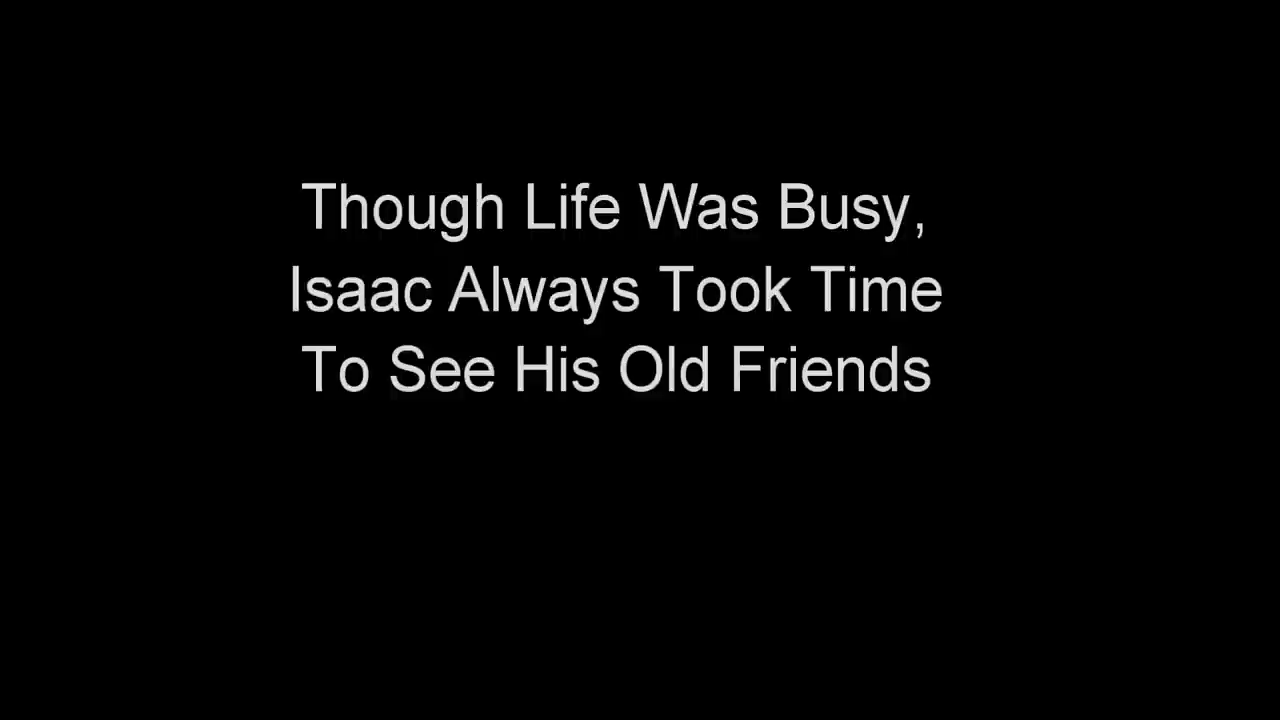 Though Life Was Busy,
Isaac Always Took Time
To See His Old Friends